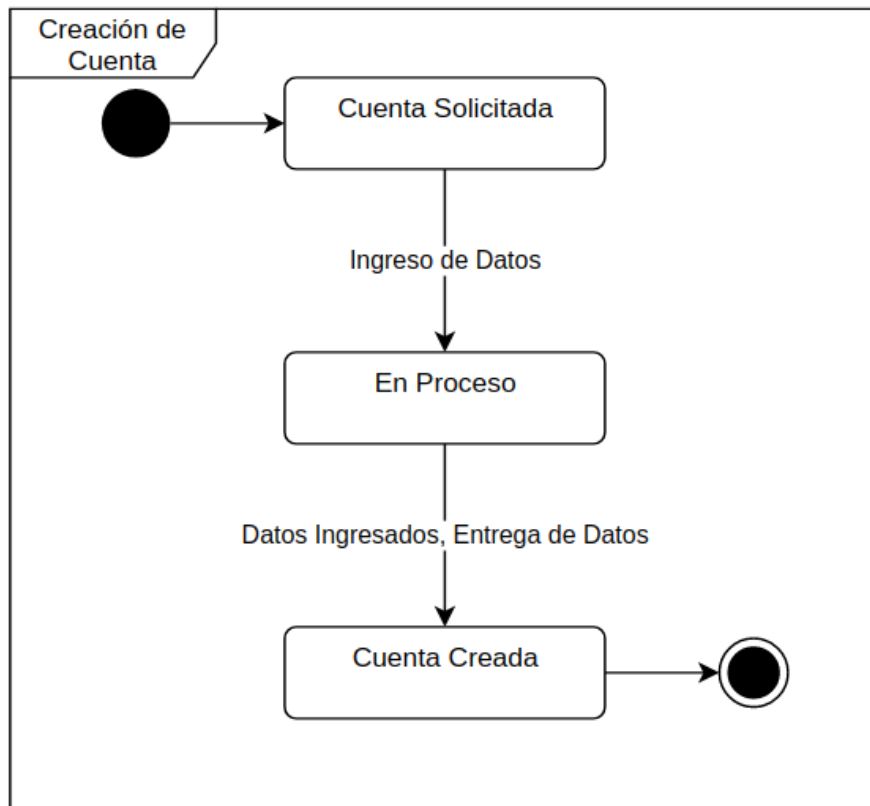 Creación de
Cuenta
Cuenta Solicitada
Ingreso de Datos
En Proceso
Datos Ingresados, Entrega de Datos
Cuenta Creada